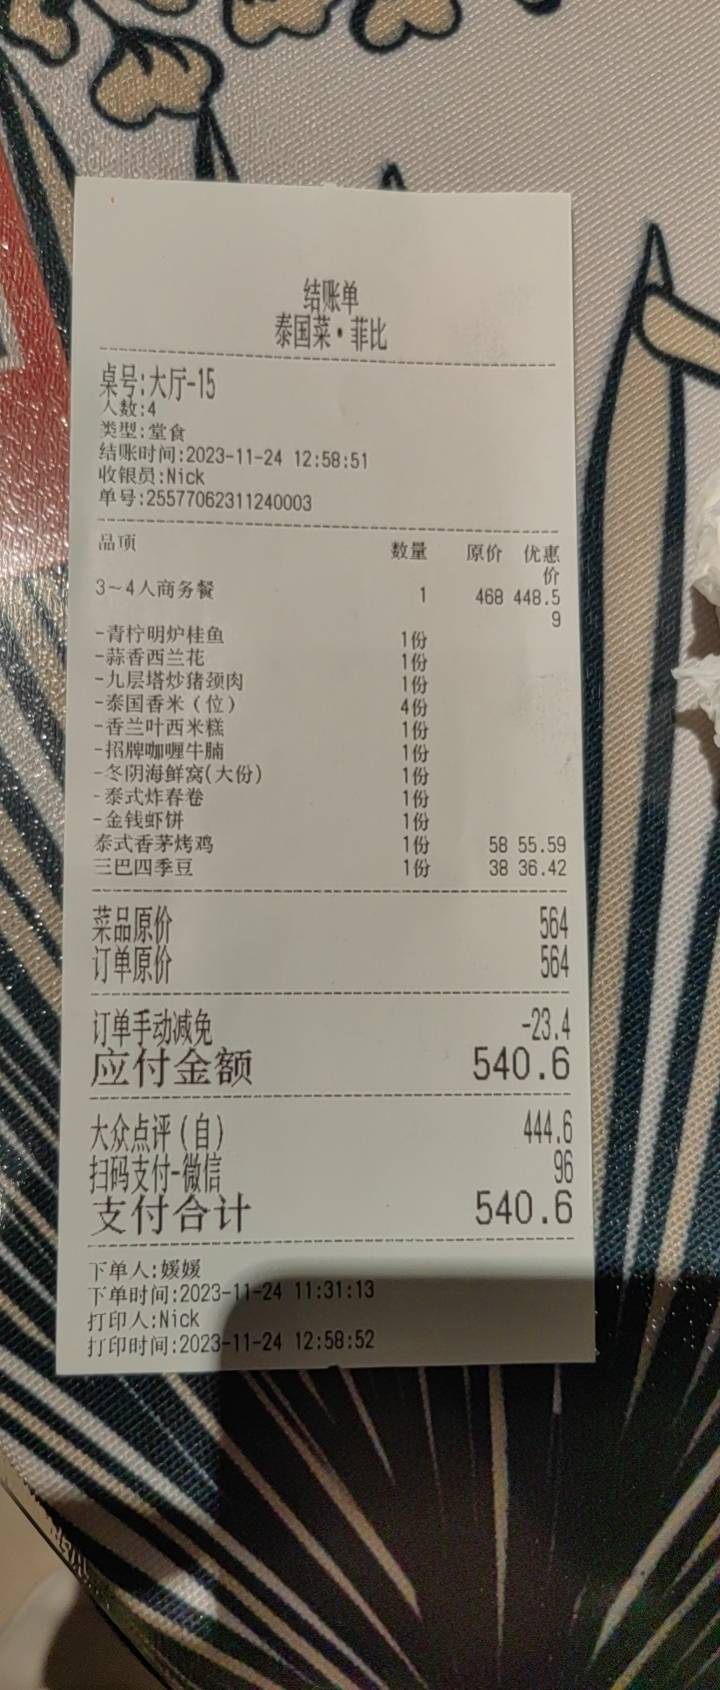 结账单
泰国菜·菲比
桌号:大厅-15
人数:4
类型:堂食
结账时间:2023-11-24 12:58:51
收银员:Nick
单号:25577062311240003
品项 数量 原价 优惠价
3~4人商务餐 1 468 448.59
-青柠明炉桂鱼 1份
-蒜香西兰花 1份
-九层塔炒猪颈肉 1份
-泰国香米（位） 4份
-香兰叶西米糕 1份
-招牌咖喱牛腩 1份
-冬阴海鲜窝(大份) 1份
-泰式炸春卷 1份
-金钱虾饼 1份
泰式香茅烤鸡 1份 58 55.59
三巴四季豆 1份 38 36.42
菜品原价 564
订单原价 564
订单手动减免 -23.4
应付金额 540.6
大众点评（自） 444.6
扫码支付-微信 96
支付合计 540.6
下单人:媛媛
下单时间:2023-11-24 11:31:13
打印人:Nick
打印时间:2023-11-24 12:58:52